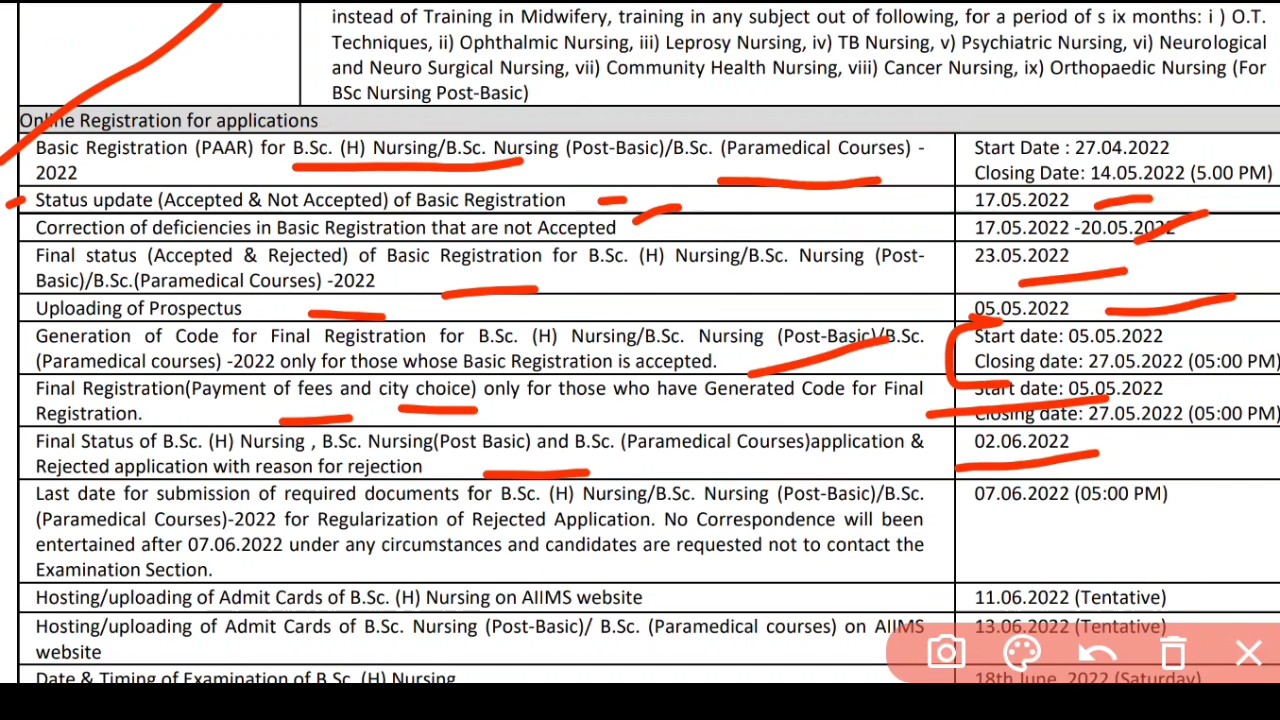 instead of Training in Midwifery, training in any subject out of following, for a period of s ix months: i ) O.T.
Techniques, ii) Ophthalmic Nursing, iii) Leprosy Nursing, iv) TB Nursing, v) Psychiatric Nursing, vi) Neurological
and Neuro Surgical Nursing, vii) Community Health Nursing, viii) Cancer Nursing, ix) Orthopaedic Nursing (For
BSc Nursing Post-Basic)
Online Registration for applications
Basic Registration (PAAR) for B.Sc. (H) Nursing/B.Sc. Nursing (Post-Basic)/B.Sc. (Paramedical Courses) -
2022
Start Date : 27.04.2022
Closing Date: 14.05.2022 (5.00 PM)
Status update (Accepted & Not Accepted) of Basic Registration
17.05.2022
Correction of deficiencies in Basic Registration that are not Accepted
17.05.2022 -20.05.2022
Final status (Accepted & Rejected) of Basic Registration for B.Sc. (H) Nursing/B.Sc. Nursing (Post-
Basic)/B.Sc.(Paramedical Courses) -2022
23.05.2022
Uploading of Prospectus
05.05.2022
Generation of Code for Final Registration for B.Sc. (H) Nursing/B.Sc. Nursing (Post-Basic)/B.Sc.
(Paramedical courses) -2022 only for those whose Basic Registration is accepted.
Start date: 05.05.2022
Closing date: 27.05.2022 (05:00 PM)
Final Registration(Payment of fees and city choice) only for those who have Generated Code for Final
Registration.
Start date: 05.05.2022
Closing date: 27.05.2022 (05:00 PM)
Final Status of B.Sc. (H) Nursing , B.Sc. Nursing(Post Basic) and B.Sc. (Paramedical Courses)application &
Rejected application with reason for rejection
02.06.2022
Last date for submission of required documents for B.Sc. (H) Nursing/B.Sc. Nursing (Post-Basic)/B.Sc.
(Paramedical Courses)-2022 for Regularization of Rejected Application. No Correspondence will been
entertained after 07.06.2022 under any circumstances and candidates are requested not to contact the
Examination Section.
07.06.2022 (05:00 PM)
Hosting/uploading of Admit Cards of B.Sc. (H) Nursing on AIIMS website
11.06.2022 (Tentative)
Hosting/uploading of Admit Cards of B.Sc. Nursing (Post-Basic)/ B.Sc. (Paramedical courses) on AIIMS
website
13.06.2022 (Tentative)
Date & Timing of Examination of B.Sc. (H) Nursing
18th June, 2022 (Saturday)